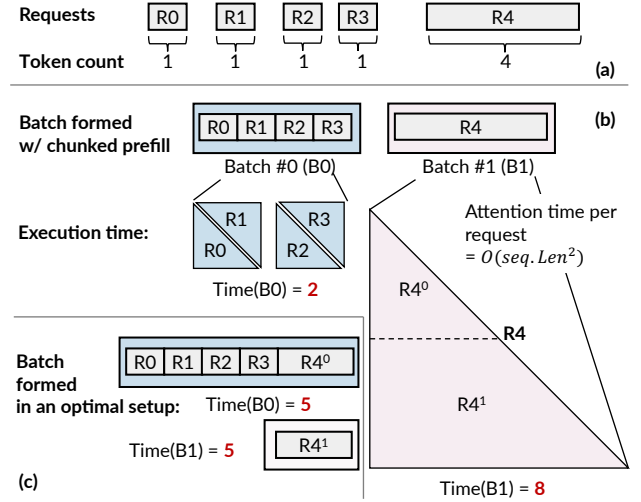 Requests R0 R1 R2 R3 R4
Token count 1 1 1 1 4
(a)
Batch formed
w/ chunked prefill
R0 R1 R2 R3
R4
(b)
Batch #0 (B0)
Batch #1 (B1)
Execution time:
R1
R0
R3
R2
Time(B0) = 2
Attention time per
request
= O(seq.Len²)
R4⁰
R4
R4¹
Time(B1) = 8
Batch
formed
in an optimal setup:
R0 R1 R2 R3 R4⁰
Time(B0) = 5
Time(B1) = 5
R4¹
(c)